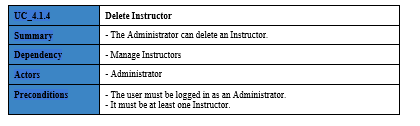 UC_4.1.4 Delete Instructor
Summary - The Administrator can delete an Instructor.
Dependency - Manage Instructors
Actors - Administrator
Preconditions - The user must be logged in as an Administrator.
- It must be at least one Instructor.